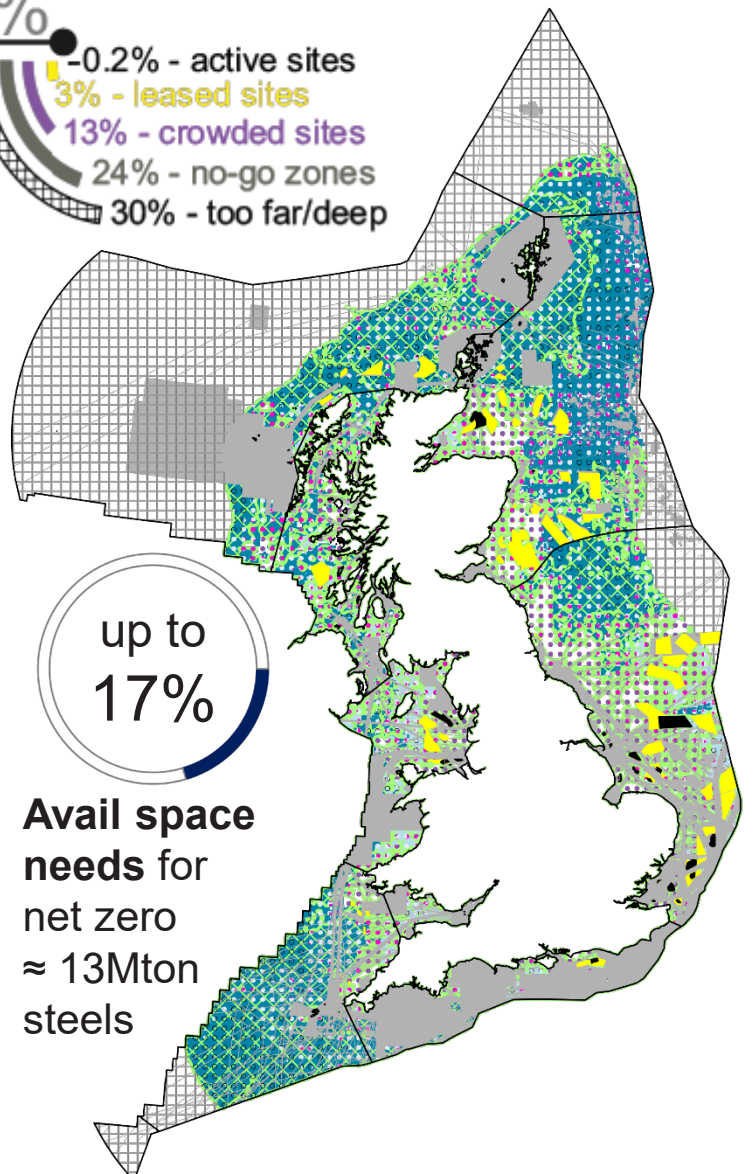 %
-0.2% - active sites
3% - leased sites
13% - crowded sites
24% - no-go zones
30% - too far/deep
up to
17%
Avail space
needs for
net zero
≈ 13Mton
steels